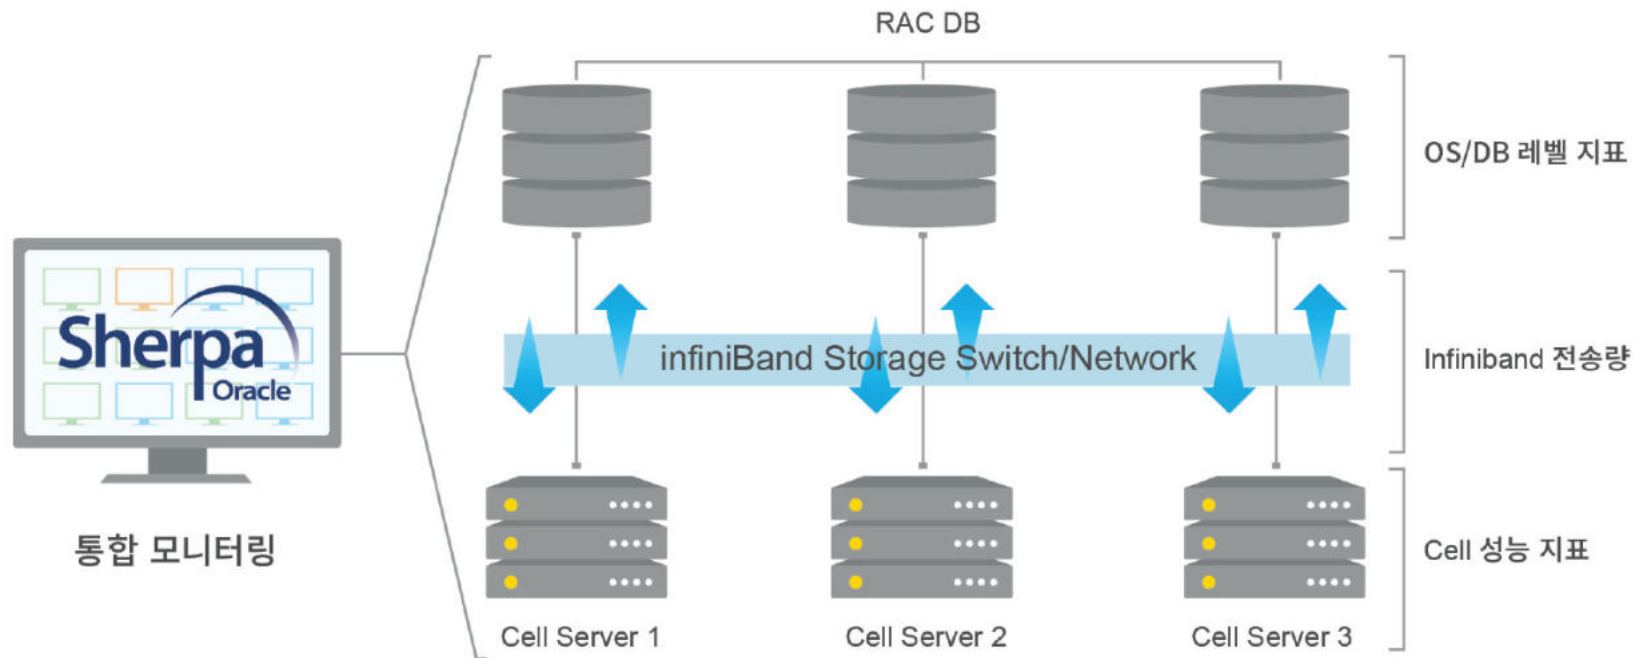 RAC DB
OS/DB 레벨 지표
Sherpa
Oracle
infiniBand Storage Switch/Network
Infiniband 전송량
통합 모니터링
Cell 성능 지표
Cell Server 1
Cell Server 2
Cell Server 3